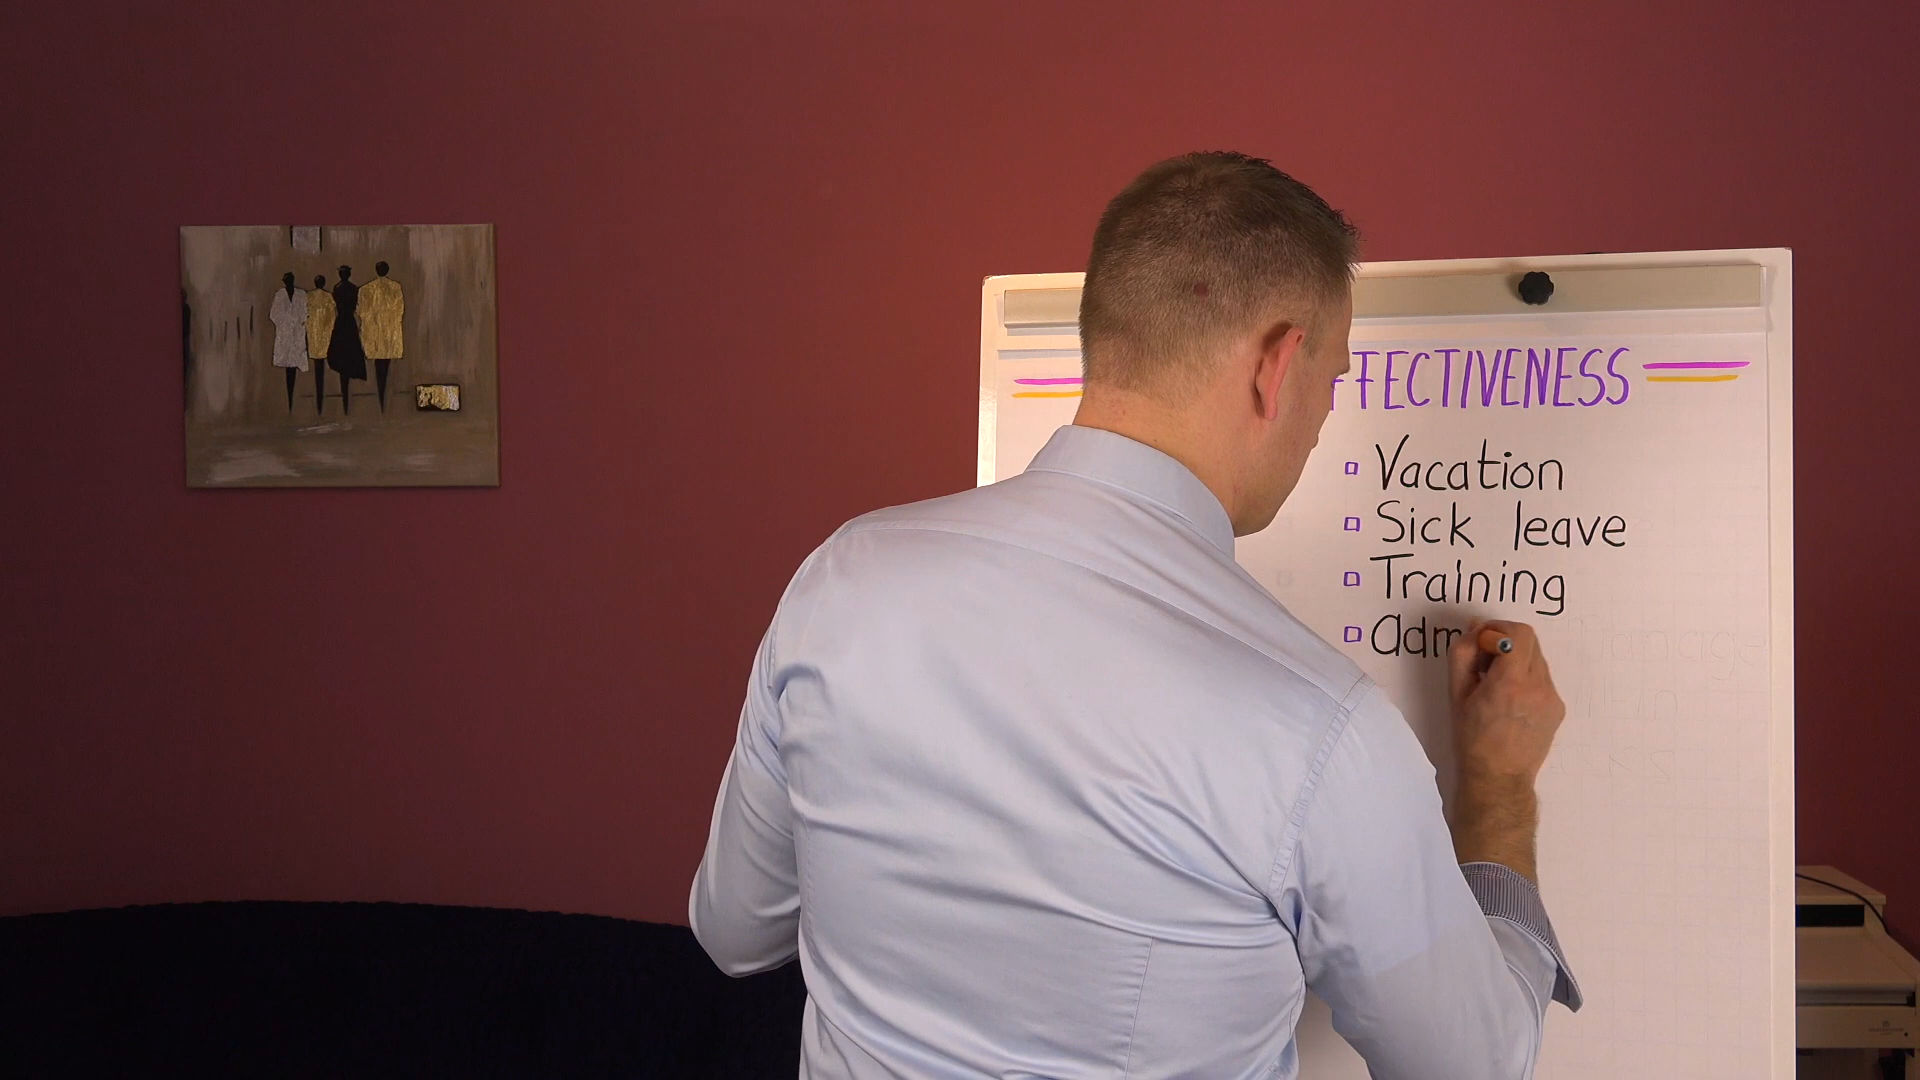 FFECTIVENESS
Vacation
Sick leave
Training
adm